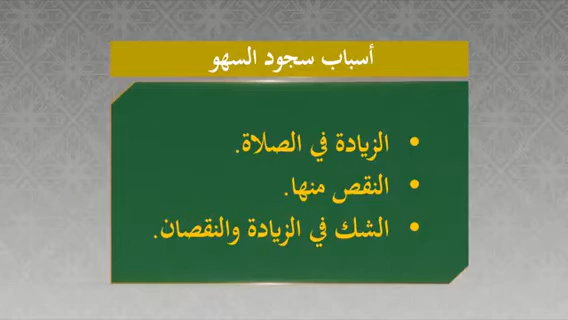 أسباب سجود السهو
• الزيادة في الصلاة.
• النقص منها.
• الشك في الزيادة والنقصان.